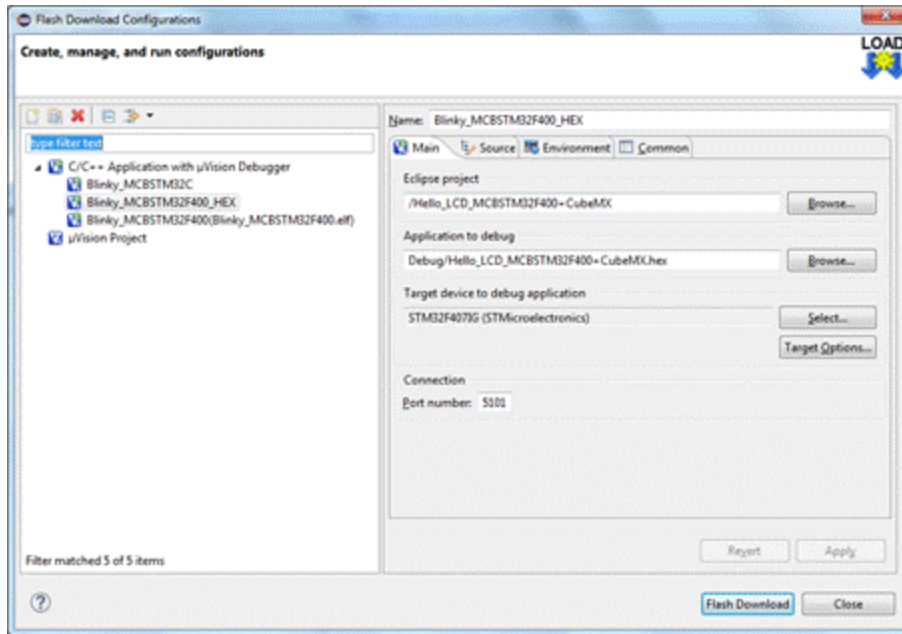 Flash Download Configurations
Create, manage, and run configurations
LOAD
type filter text
C/C++ Application with µVision Debugger
Blinky_MCBSTM32C
Blinky_MCBSTM32F400_HEX
Blinky_MCBSTM32F400(Blinky_MCBSTM32F400.elf)
µVision Project
Filter matched 5 of 5 items
Name: Blinky_MCBSTM32F400_HEX
Main Source Environment Common
Eclipse project
/Hello_LCD_MCBSTM32F400+CubeMX Browse...
Application to debug
Debug/Hello_LCD_MCBSTM32F400+CubeMX.hex Browse...
Target device to debug application
STM32F407IG (STMicroelectronics) Select...
Target Options...
Connection
Port number: 5101
Revert Apply
? Flash Download Close